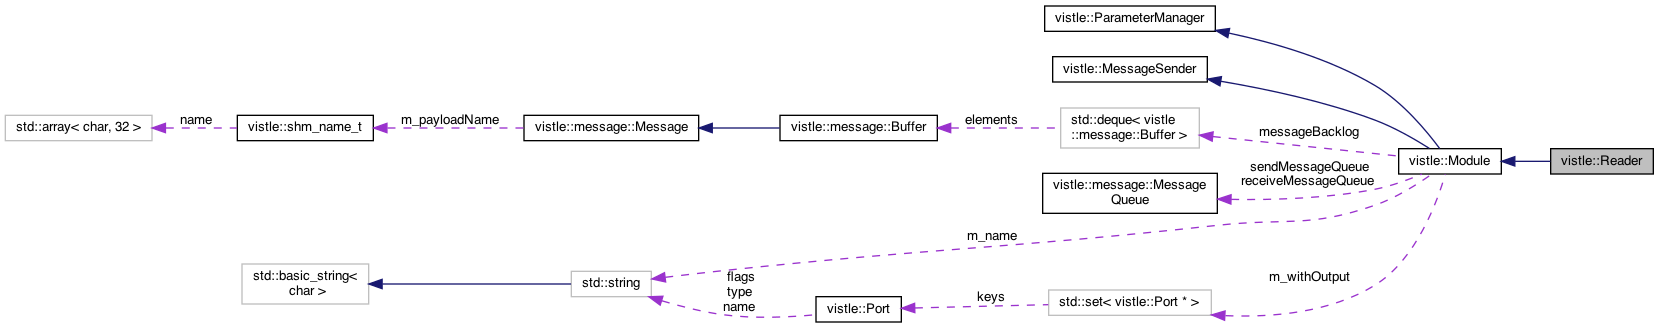 vistle::ParameterManager
vistle::MessageSender
std::array< char, 32 >
name
vistle::shm_name_t
m_payloadName
vistle::message::Message
vistle::message::Buffer
elements
std::deque< vistle
::message::Buffer >
messageBacklog
vistle::Module
vistle::Reader
vistle::message::Message
Queue
sendMessageQueue
receiveMessageQueue
m_name
std::basic_string<
char >
std::string
flags
type
name
vistle::Port
keys
std::set< vistle::Port * >
m_withOutput